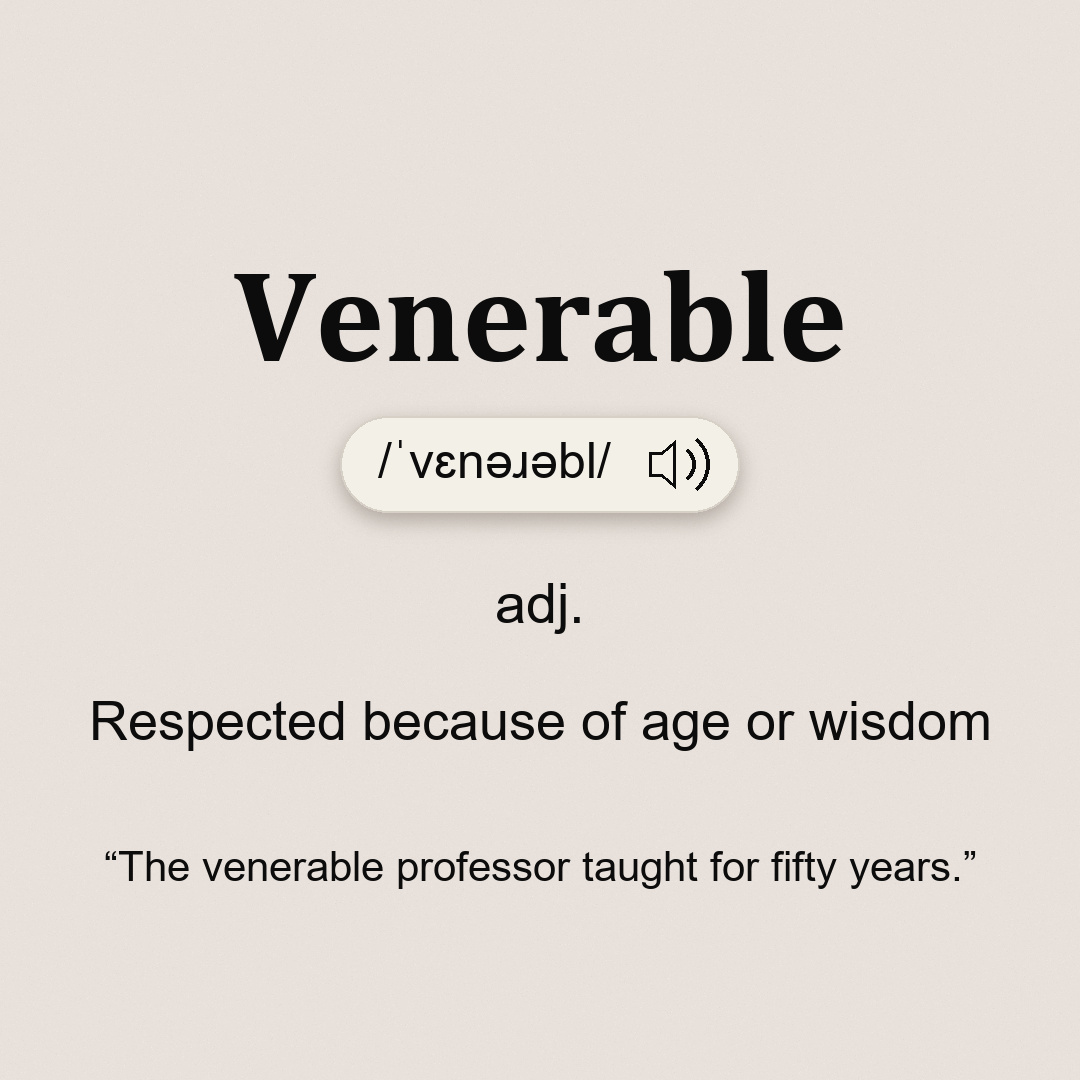 Venerable
/ˈvɛnəɹəbl/
adj.
Respected because of age or wisdom
“The venerable professor taught for fifty years.”